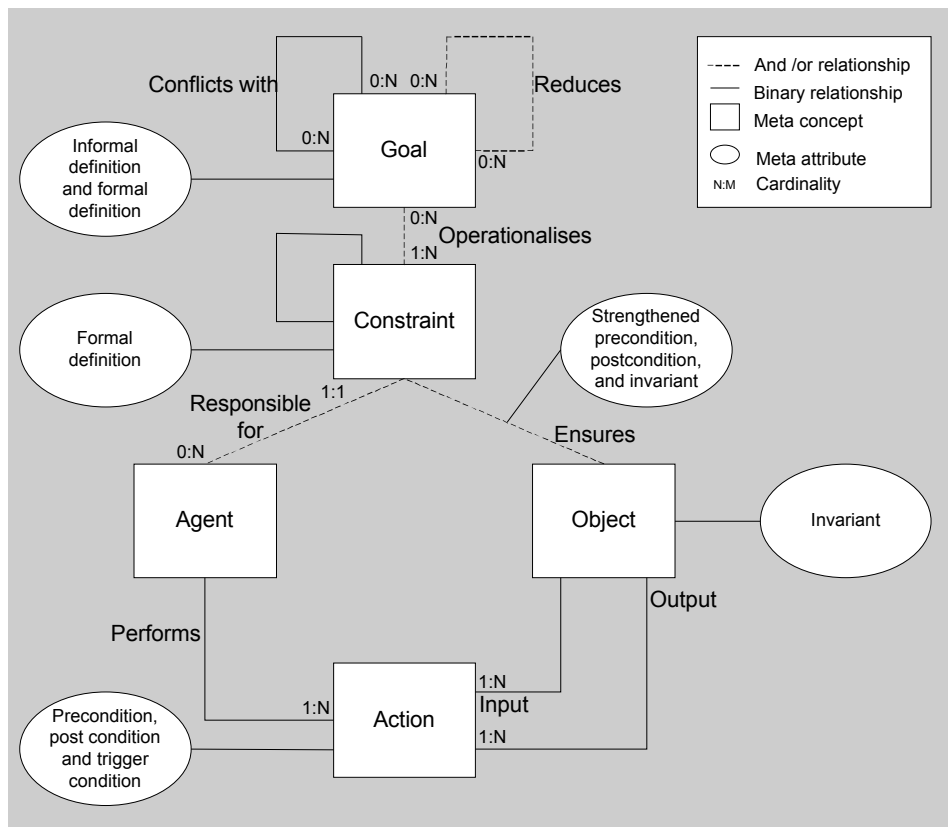 Conflicts with
0:N
0:N
Reduces
0:N
0:N
Goal
Informal
definition
and formal
definition
0:N
Operationalises
1:N
Constraint
Formal
definition
Strengthened
precondition,
postcondition,
and invariant
1:1
Responsible
for
0:N
Ensures
Agent
Object
Invariant
Performs
Output
1:N
Action
1:N
Input
1:N
Precondition,
post condition
and trigger
condition
And /or relationship
Binary relationship
Meta concept
Meta attribute
N:M Cardinality